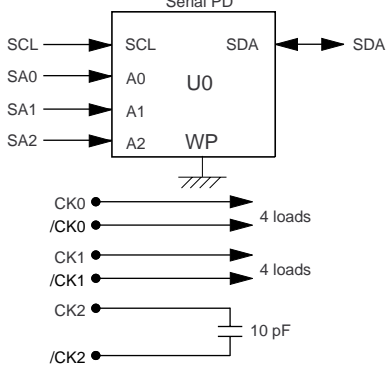 Serial PD
SCL SCL SDA SDA
SA0 A0 U0
SA1 A1
SA2 A2 WP
CK0
/CK0 4 loads
CK1
/CK1 4 loads
CK2
10 pF
/CK2